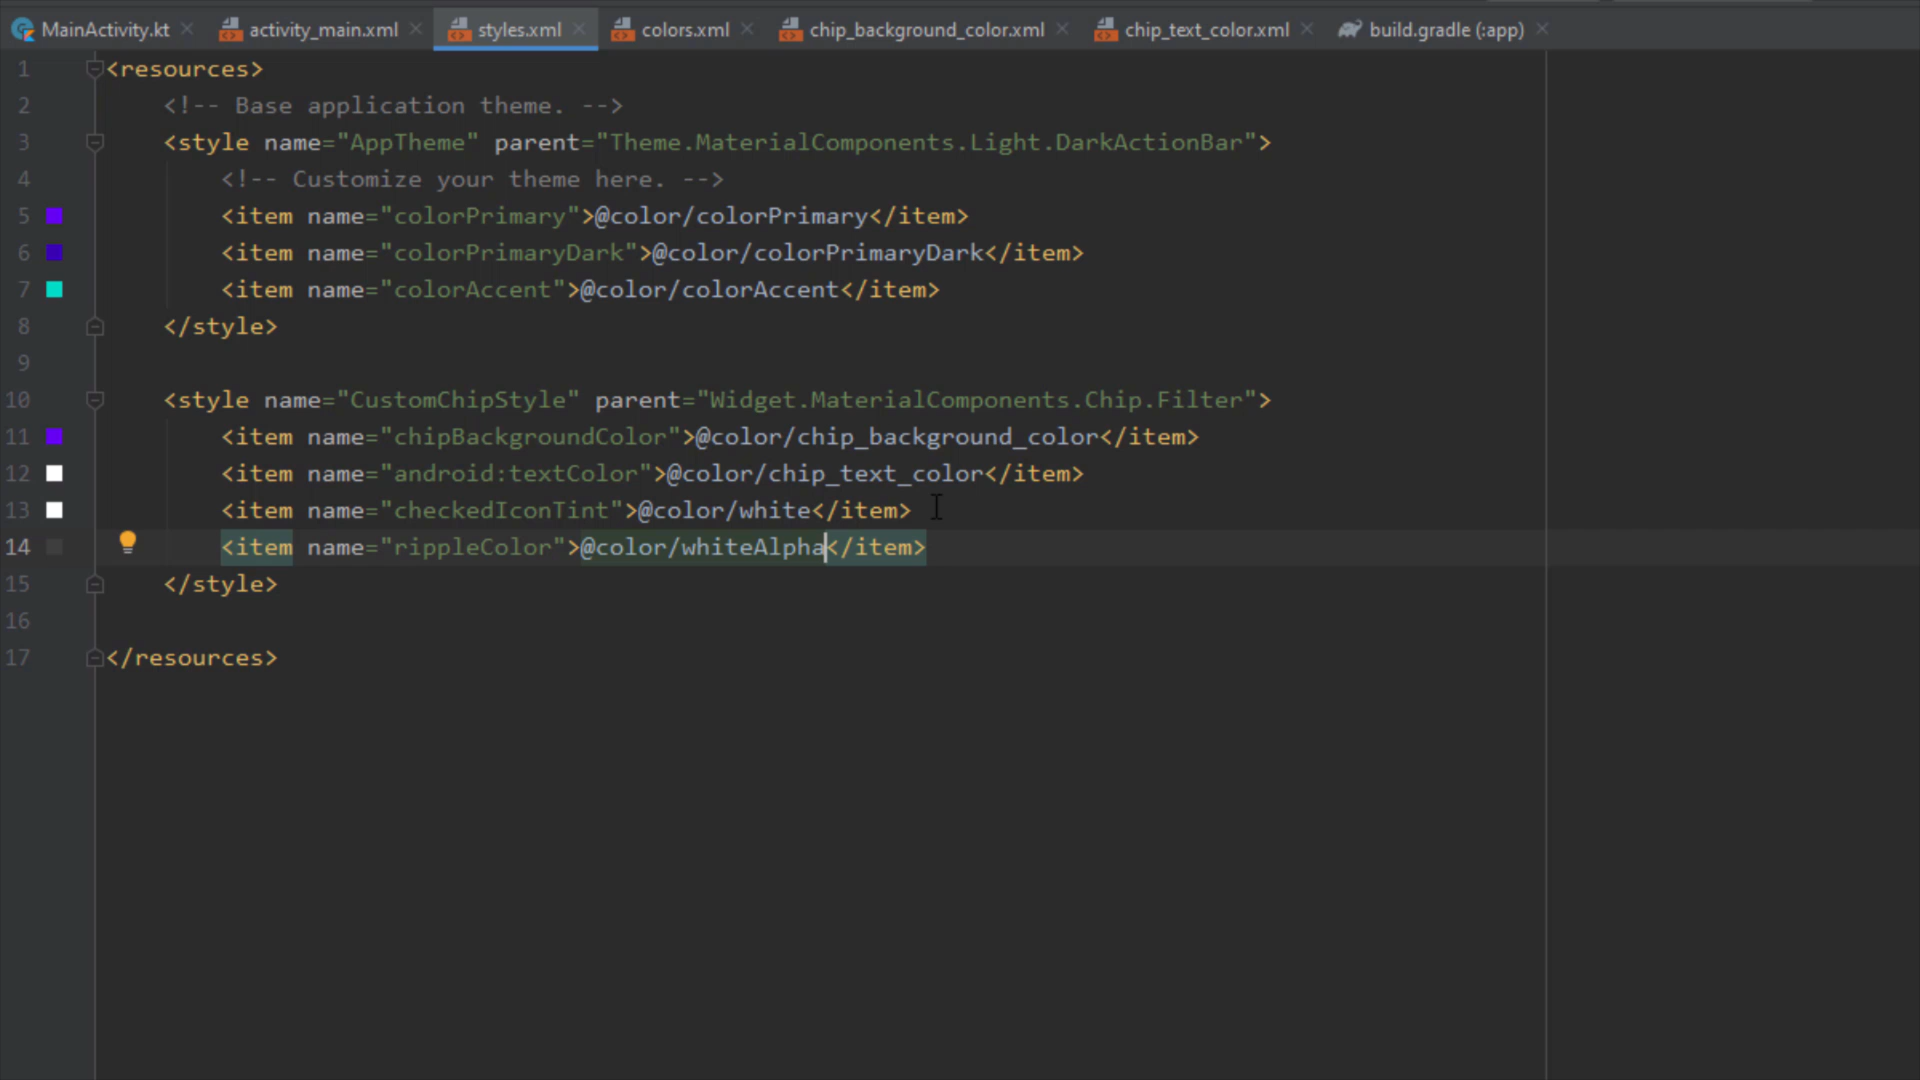 MainActivity.kt activity_main.xml styles.xml colors.xml chip_background_color.xml chip_text_color.xml build.gradle (:app)
1 <resources>
2     <!-- Base application theme. -->
3     <style name="AppTheme" parent="Theme.MaterialComponents.Light.DarkActionBar">
4         <!-- Customize your theme here. -->
5         <item name="colorPrimary">@color/colorPrimary</item>
6         <item name="colorPrimaryDark">@color/colorPrimaryDark</item>
7         <item name="colorAccent">@color/colorAccent</item>
8     </style>
9
10     <style name="CustomChipStyle" parent="Widget.MaterialComponents.Chip.Filter">
11         <item name="chipBackgroundColor">@color/chip_background_color</item>
12         <item name="android:textColor">@color/chip_text_color</item>
13         <item name="checkedIconTint">@color/white</item>
14         <item name="rippleColor">@color/whiteAlpha</item>
15     </style>
16
17 </resources>